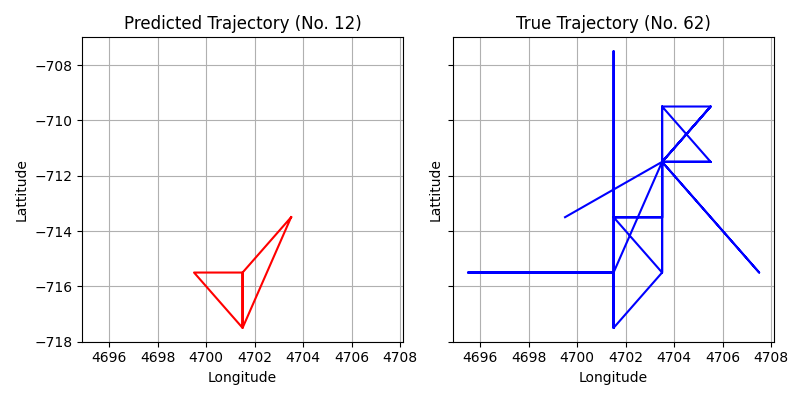 Predicted Trajectory (No. 12)
True Trajectory (No. 62)
Lattitude
−708
−710
−712
−714
−716
−718
4696 4698 4700 4702 4704 4706 4708
Longitude
Lattitude
4696 4698 4700 4702 4704 4706 4708
Longitude